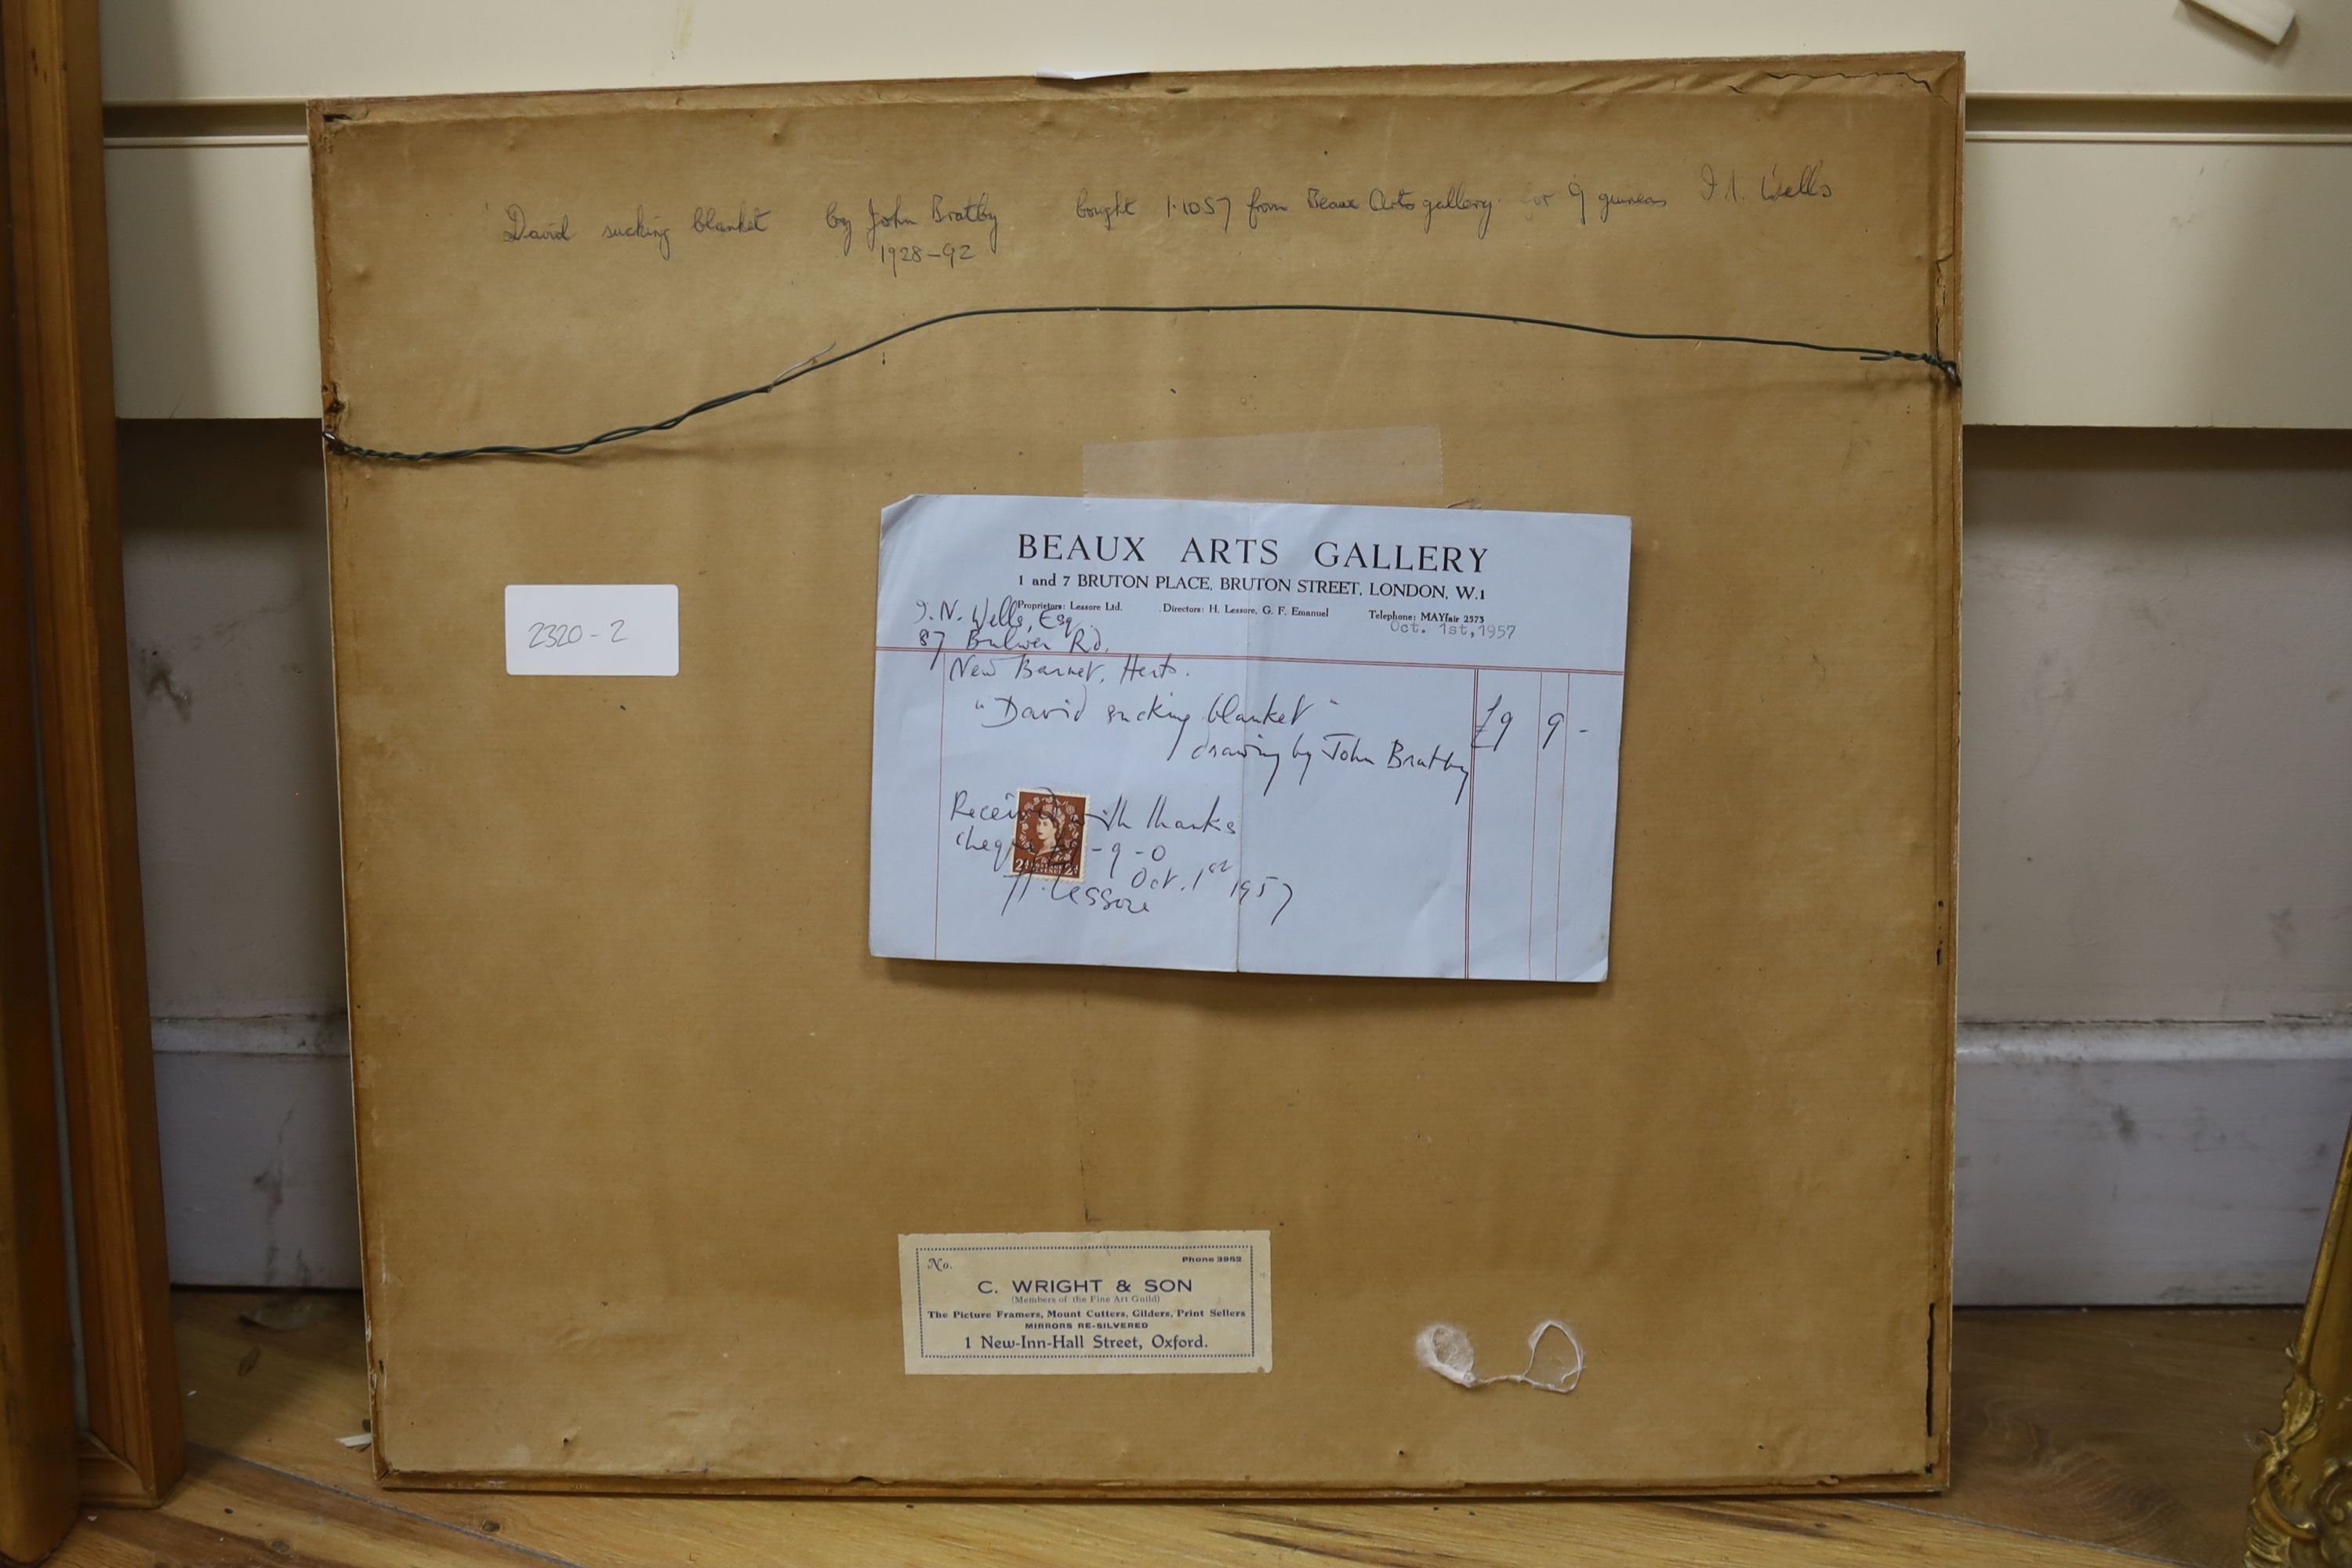 David sucking blanket by John Bratby bought 1.10 57 from Beaux Arts gallery for 9 guineas Wells
1928-92
2320-2
BEAUX ARTS GALLERY
1 and 7 BRUTON PLACE, BRUTON STREET, LONDON, W.1
Proprietors: Lessore Ltd. Directors: H. Lessore, G. F. Emanuel Telephone: MAYfair 2573
Oct. 1st, 1957
I.N. Wells, Esq.
87 Bulwer Rd.
New Barnet, Herts.
"David sucking blanket" £9 9 -
drawing by John Bratby
Received with thanks
cheque £9-9-0
Oct. 1st 1957
H. Lessore
No. Phone 3952
C. WRIGHT & SON
(Members of the Fine Art Guild)
The Picture Framers, Mount Cutters, Gilders, Print Sellers
MIRRORS RE-SILVERED
1 New-Inn-Hall Street, Oxford.